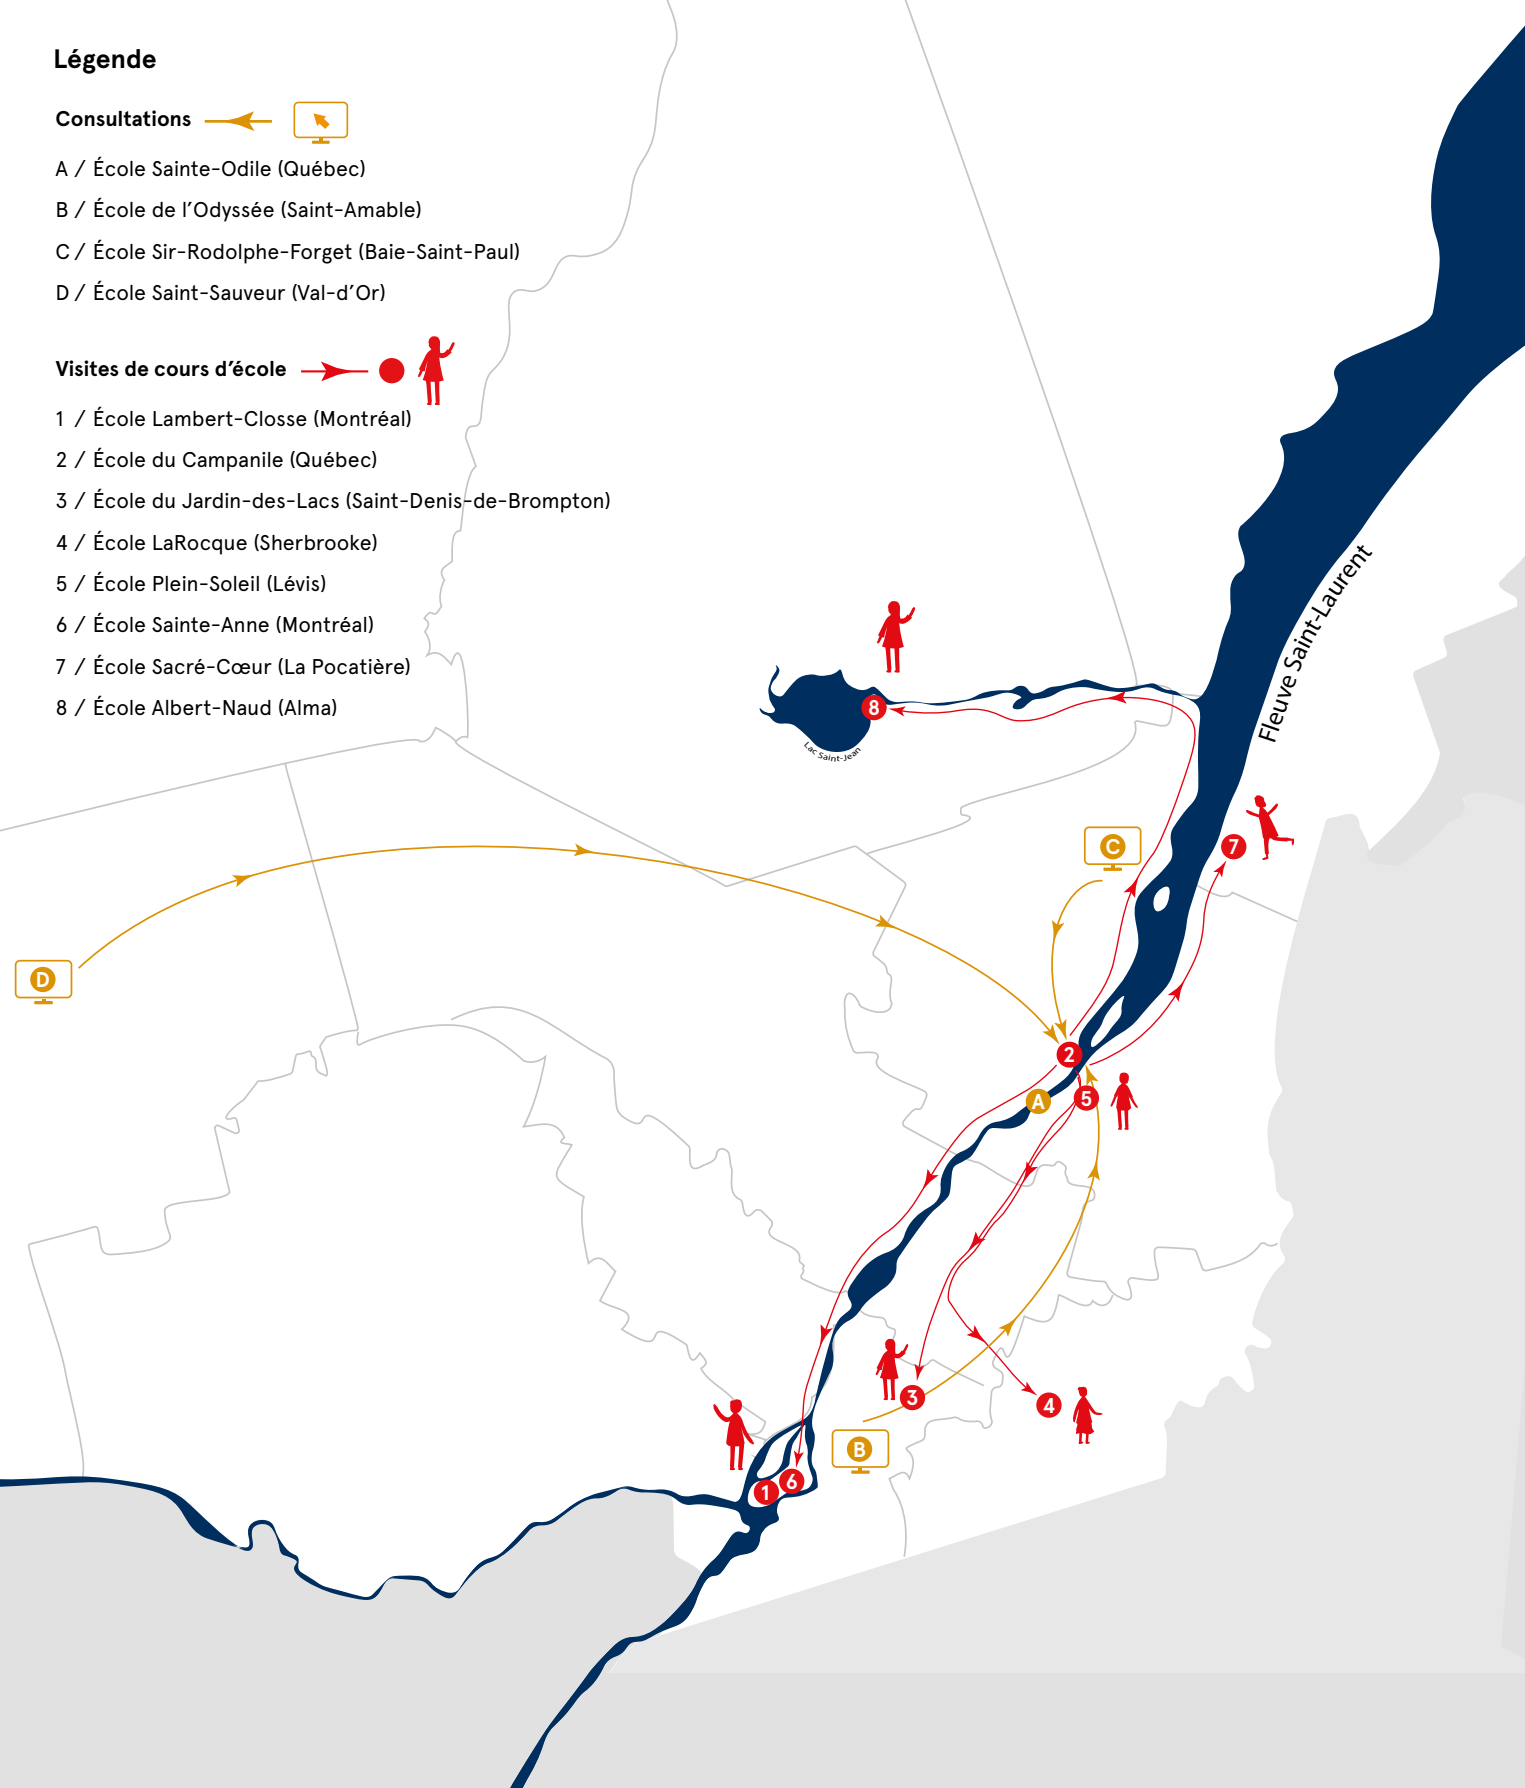 Légende
Consultations
A / École Sainte-Odile (Québec)
B / École de l’Odyssée (Saint-Amable)
C / École Sir-Rodolphe-Forget (Baie-Saint-Paul)
D / École Saint-Sauveur (Val-d’Or)
Visites de cours d’école
1 / École Lambert-Closse (Montréal)
2 / École du Campanile (Québec)
3 / École du Jardin-des-Lacs (Saint-Denis-de-Brompton)
4 / École LaRocque (Sherbrooke)
5 / École Plein-Soleil (Lévis)
6 / École Sainte-Anne (Montréal)
7 / École Sacré-Cœur (La Pocatière)
8 / École Albert-Naud (Alma)
Fleuve Saint-Laurent
8
Lac Saint-Jean
C
7
D
2
A
5
3
4
B
6
1